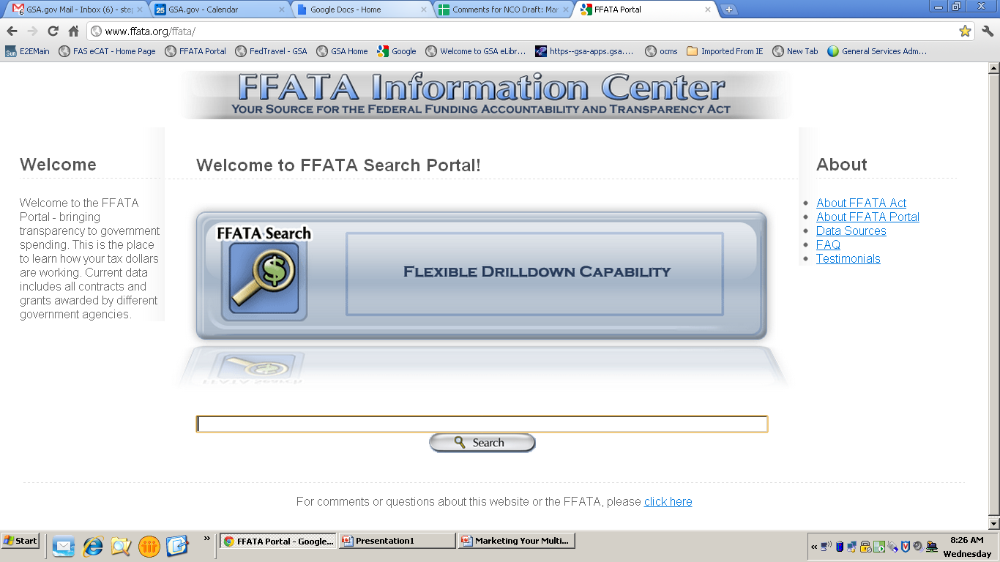 GSA.gov Mail - Inbox (6) - ste
GSA.gov - Calendar
Google Docs - Home
Comments for NCO Draft: Mar
FFATA Portal
www.ffata.org/ffata/
E2EMain
FAS eCAT - Home Page
FFATA Portal
FedTravel - GSA
GSA Home
Google
Welcome to GSA eLibr...
https--gsa-apps.gsa....
ocms
Imported From IE
New Tab
General Services Adm...
FFATA Information Center
Your Source for the Federal Funding Accountability and Transparency Act
Welcome
Welcome to the FFATA
Portal - bringing
transparency to government
spending. This is the place
to learn how your tax dollars
are working. Current data
includes all contracts and
grants awarded by different
government agencies.
Welcome to FFATA Search Portal!
FFATA Search
Flexible Drilldown Capability
Search
About
About FFATA Act
About FFATA Portal
Data Sources
FAQ
Testimonials
For comments or questions about this website or the FFATA, please click here
Start
FFATA Portal - Google...
Presentation1
Marketing Your Multi...
8:26 AM
Wednesday